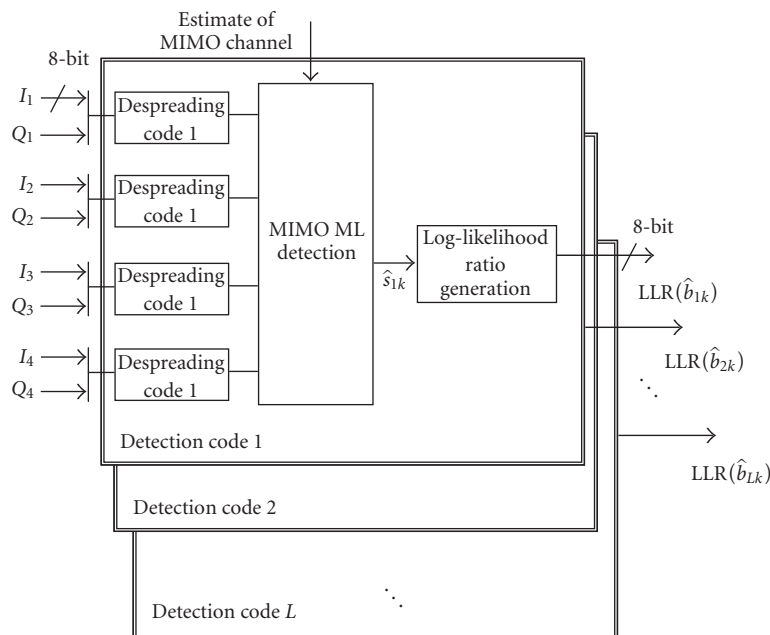 Estimate of
MIMO channel
8-bit
I₁
Q₁
Despreading
code 1
I₂
Q₂
Despreading
code 1
I₃
Q₃
Despreading
code 1
I₄
Q₄
Despreading
code 1
MIMO ML
detection
ŝ₁ₖ
Log-likelihood
ratio
generation
8-bit
LLR(b̂₁ₖ)
LLR(b̂₂ₖ)
⋱
LLR(b̂_Lk)
Detection code 1
Detection code 2
⋱
Detection code L